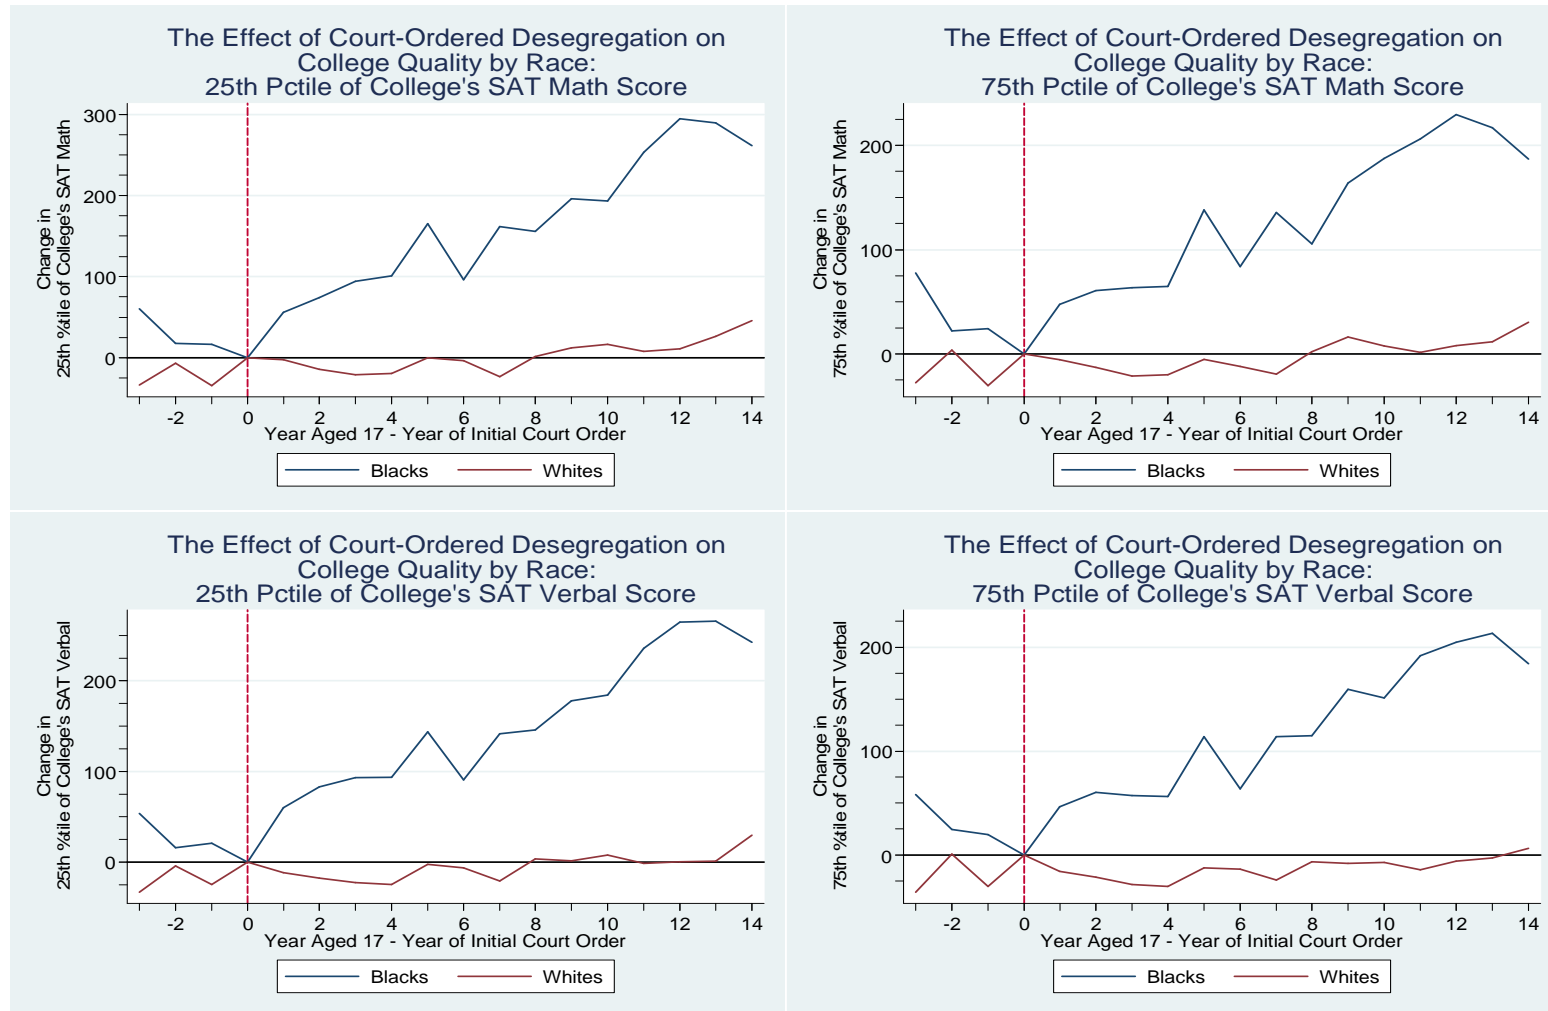 The Effect of Court-Ordered Desegregation on
College Quality by Race:
25th Pctile of College's SAT Math Score
Change in
25th %tile of College's SAT Math
300
200
100
0
-2
0
2
4
6
8
10
12
14
Year Aged 17 - Year of Initial Court Order
Blacks
Whites
The Effect of Court-Ordered Desegregation on
College Quality by Race:
75th Pctile of College's SAT Math Score
Change in
75th %tile of College's SAT Math
200
100
0
-2
0
2
4
6
8
10
12
14
Year Aged 17 - Year of Initial Court Order
Blacks
Whites
The Effect of Court-Ordered Desegregation on
College Quality by Race:
25th Pctile of College's SAT Verbal Score
Change in
25th %tile of College's SAT Verbal
200
100
0
-2
0
2
4
6
8
10
12
14
Year Aged 17 - Year of Initial Court Order
Blacks
Whites
The Effect of Court-Ordered Desegregation on
College Quality by Race:
75th Pctile of College's SAT Verbal Score
Change in
75th %tile of College's SAT Verbal
200
100
0
-2
0
2
4
6
8
10
12
14
Year Aged 17 - Year of Initial Court Order
Blacks
Whites